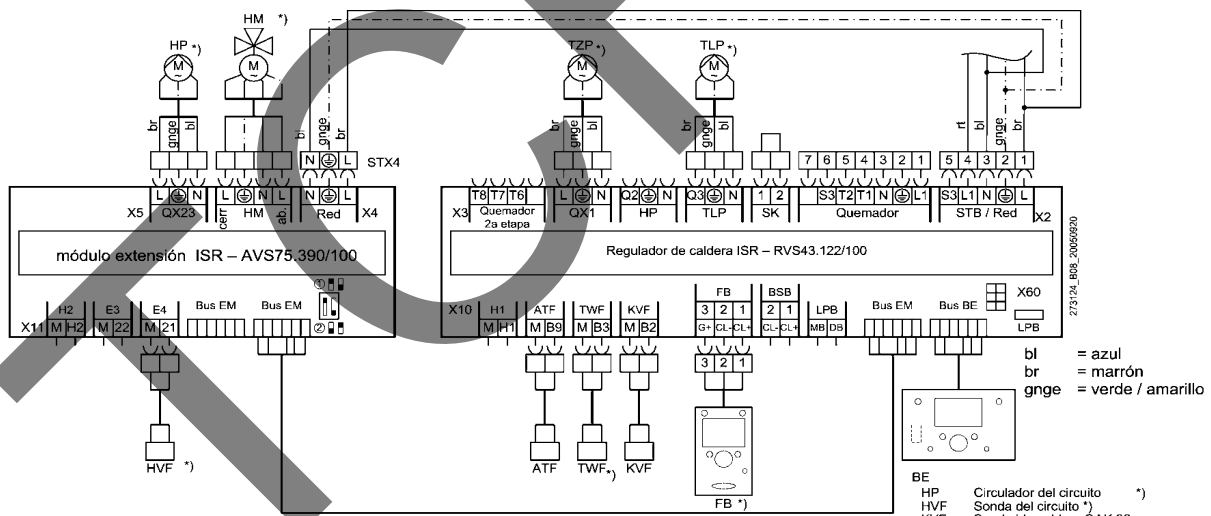 HM *)
HP *)
TZP *)
TLP *)
M ~
M ~
M ~
M ~
br gnge bl
bl gnge br
br gnge bl
br gnge bl
rt bl gnge br
N L STX4
7 6 5 4 3 2 1
5 4 3 2 1
L N
L N
N L
T8 T7 T6
L N
Q2 N
Q3 N
1 2
S3 T2 T1 N L1
S3 L1 N L
X5 QX23
cerr HM ab.
Red X4
X3 Quemador
2a etapa
QX1
HP
TLP
SK
Quemador
STB / Red X2
módulo extensión ISR – AVS75.390/100
Regulador de caldera ISR – RVS43.122/100
273124_B08_20050920
1
2
H2 E3 E4 Bus EM Bus EM
X11 M H2 M 22 M 21
X10 H1 ATF TWF KVF FB BSB LPB Bus EM Bus BE X60
3 2 1 2 1
M H1 M B9 M B3 M B2 G+ CL- CL+ CL- CL+ MB DB LPB
3 2 1
bl = azul
br = marrón
gnge = verde / amarillo
HVF *)
ATF TWF *) KVF
FB *)
BE
HP Circulador del circuito *)
HVF Sonda del circuito *)